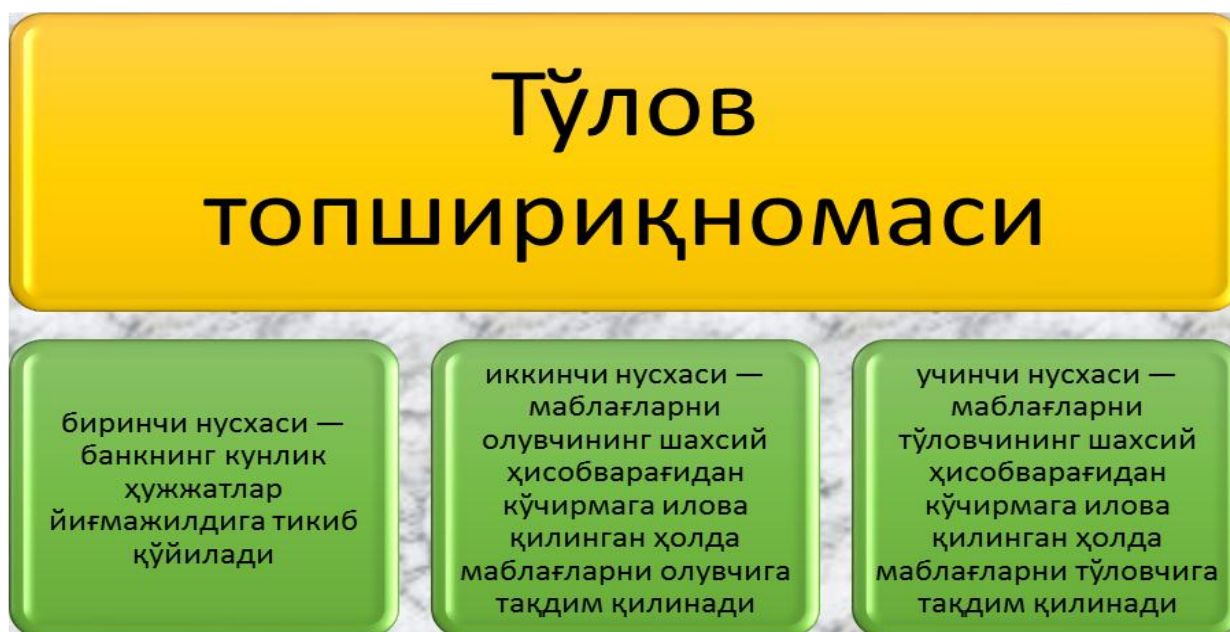 Тўлов
топшириқномаси
биринчи нусхаси —
банкнинг кунлик
ҳужжатлар
йиғмажилдига тикиб
қўйилади
иккинчи нусхаси —
маблағларни
олувчининг шахсий
ҳисобварағидан
кўчирмага илова
қилинган ҳолда
маблағларни олувчига
тақдим қилинади
учинчи нусхаси —
маблағларни
тўловчининг шахсий
ҳисобварағидан
кўчирмага илова
қилинган ҳолда
маблағларни тўловчига
тақдим қилинади